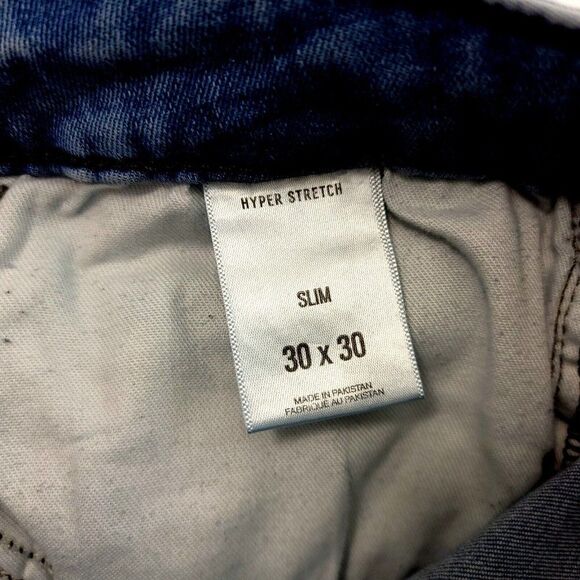 HYPER STRETCH
SLIM
30 x 30
MADE IN PAKISTAN
FABRIQUÉ AU PAKISTAN